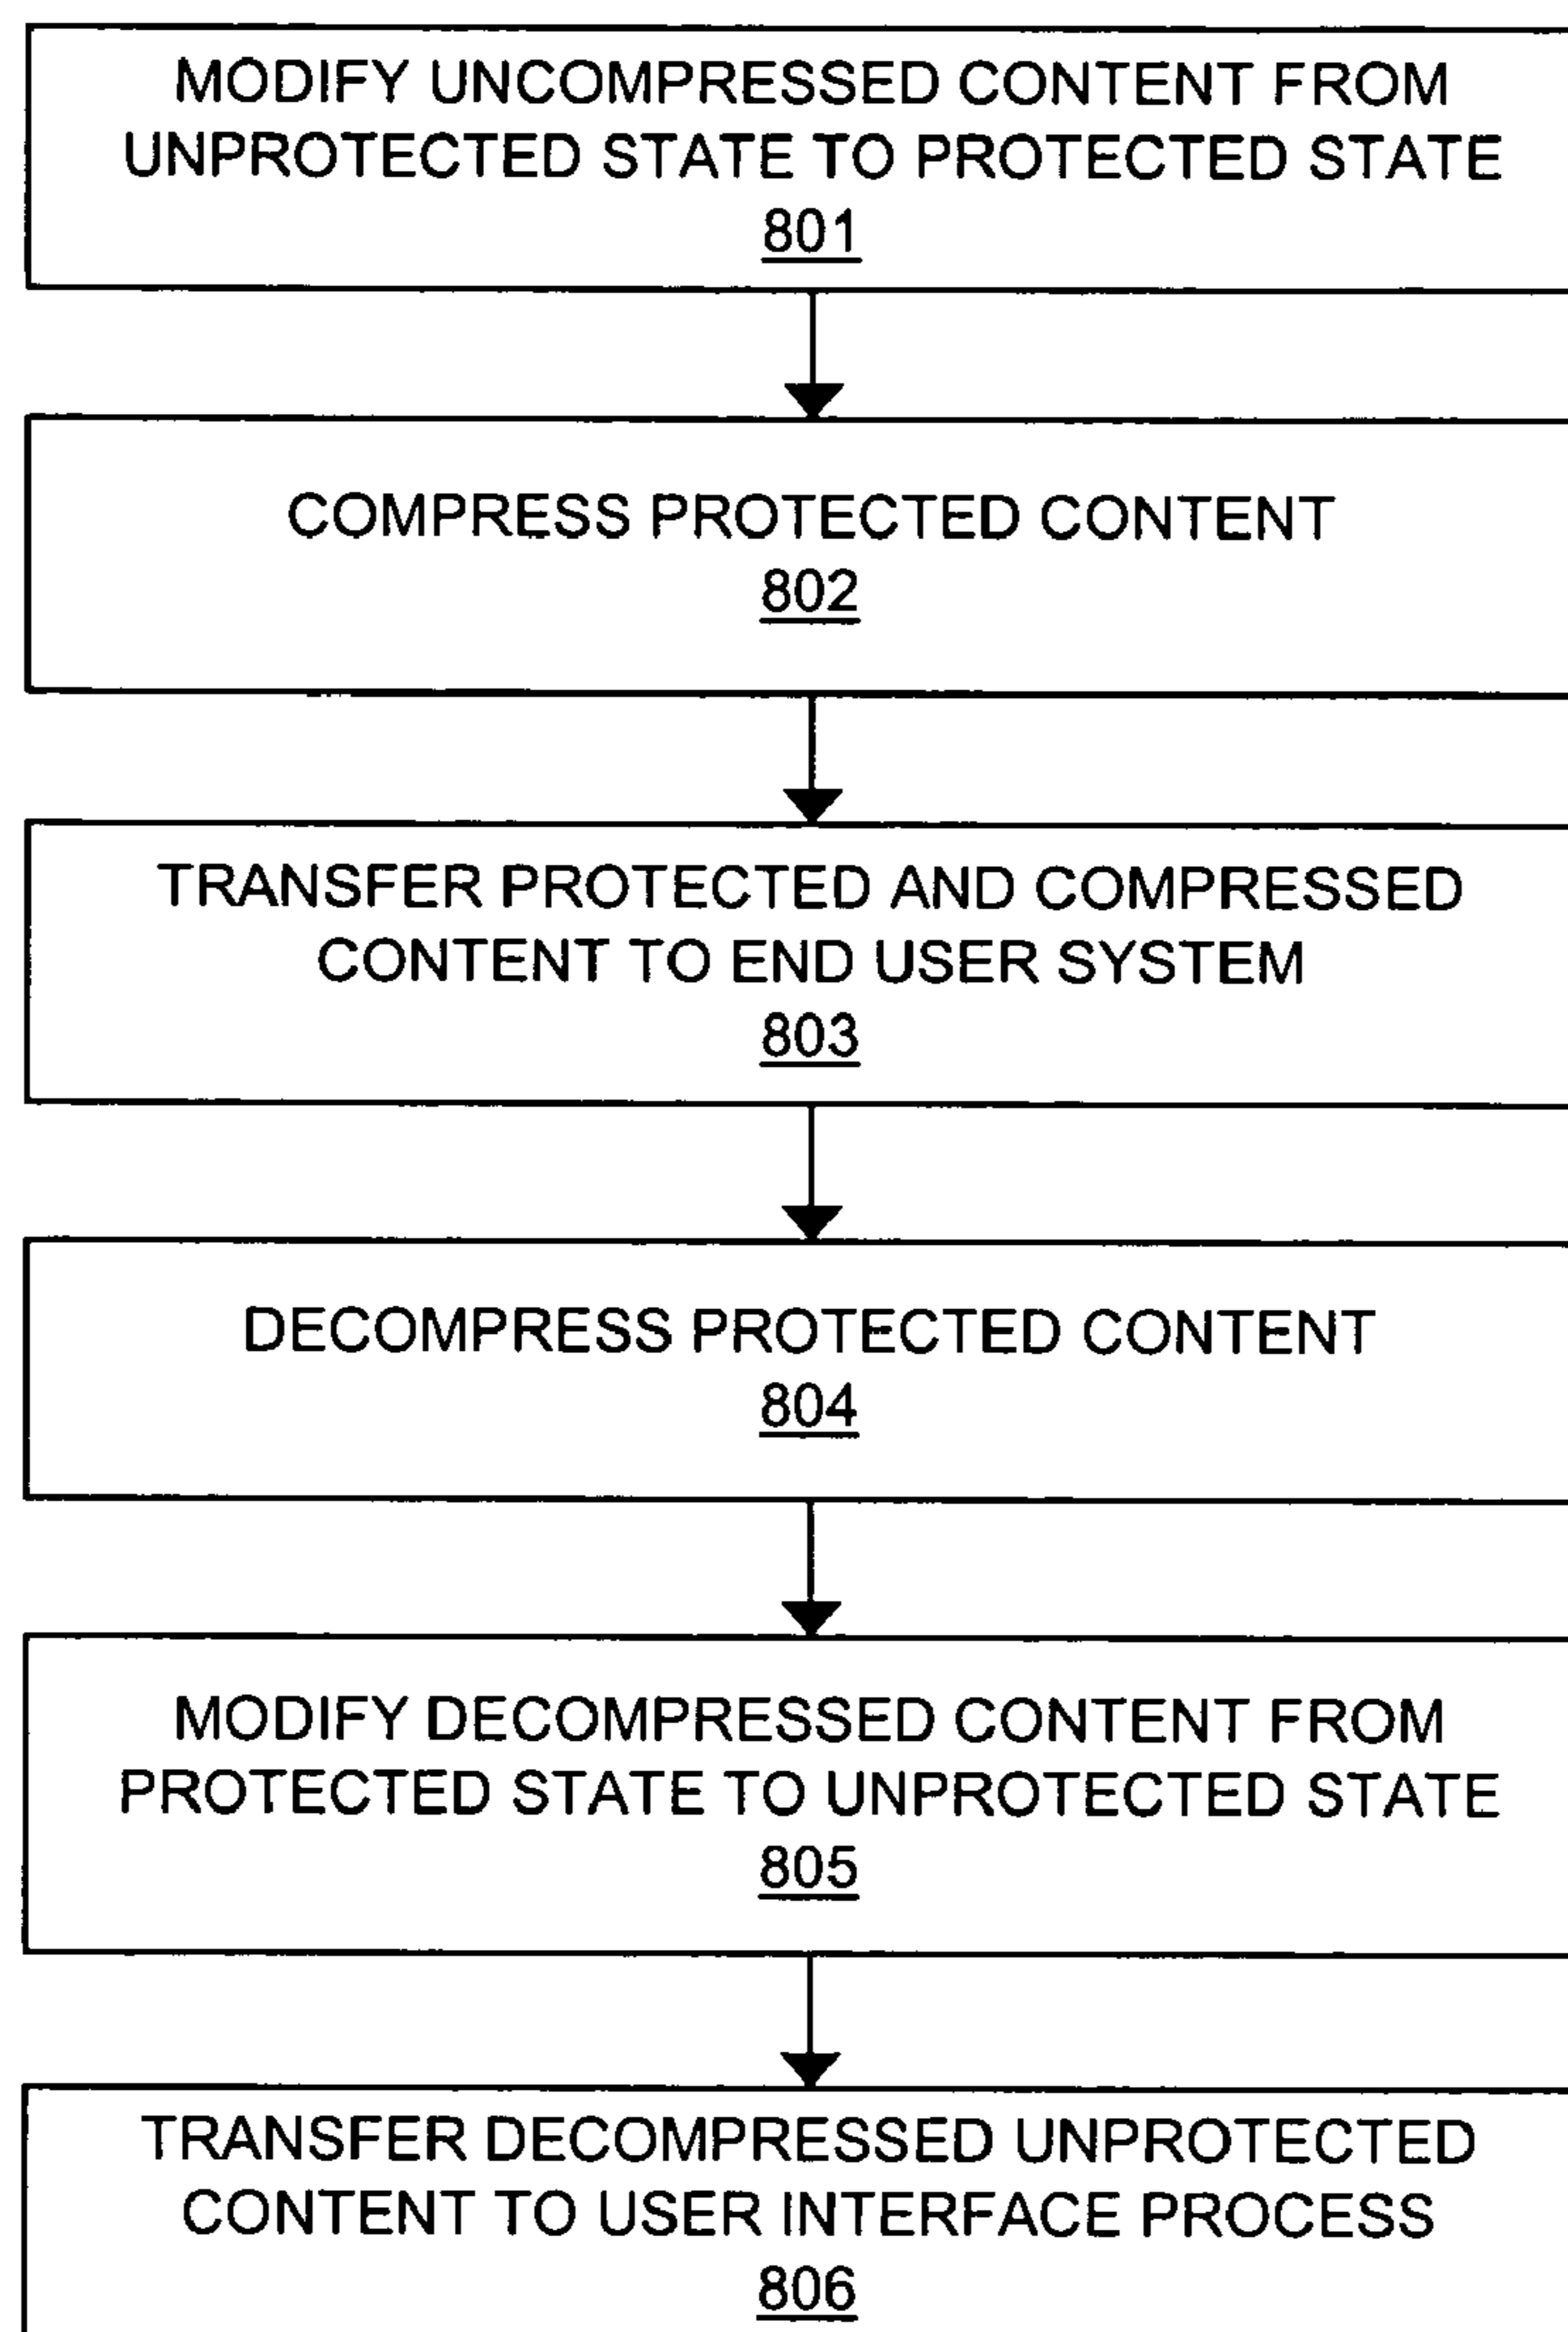 MODIFY UNCOMPRESSED CONTENT FROM
UNPROTECTED STATE TO PROTECTED STATE
801
COMPRESS PROTECTED CONTENT
802
TRANSFER PROTECTED AND COMPRESSED
CONTENT TO END USER SYSTEM
803
DECOMPRESS PROTECTED CONTENT
804
MODIFY DECOMPRESSED CONTENT FROM
PROTECTED STATE TO UNPROTECTED STATE
805
TRANSFER DECOMPRESSED UNPROTECTED
CONTENT TO USER INTERFACE PROCESS
806